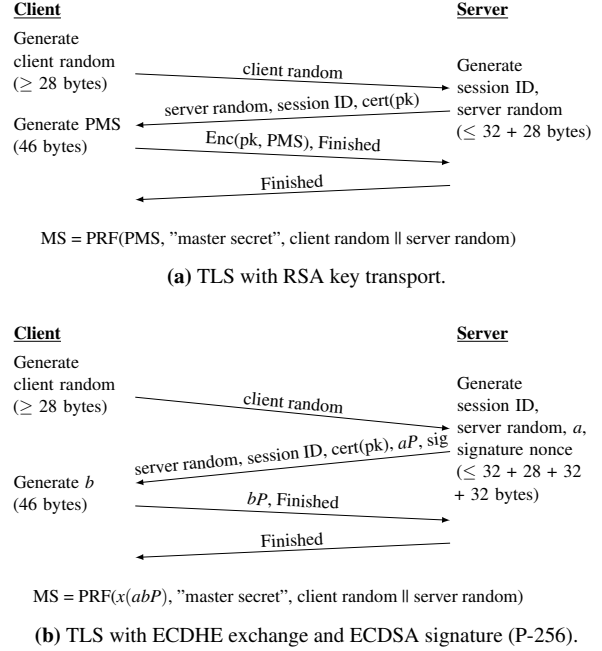 Client Server
Generate
client random
(≥ 28 bytes)
client random
Generate
session ID,
server random
(≤ 32 + 28 bytes)
server random, session ID, cert(pk)
Generate PMS
(46 bytes)
Enc(pk, PMS), Finished
Finished
MS = PRF(PMS, ”master secret”, client random || server random)
(a) TLS with RSA key transport.
Client Server
Generate
client random
(≥ 28 bytes)
client random
Generate
session ID,
server random, a,
signature nonce
(≤ 32 + 28 + 32
+ 32 bytes)
server random, session ID, cert(pk), aP, sig
Generate b
(46 bytes)
bP, Finished
Finished
MS = PRF(x(abP), ”master secret”, client random || server random)
(b) TLS with ECDHE exchange and ECDSA signature (P-256).